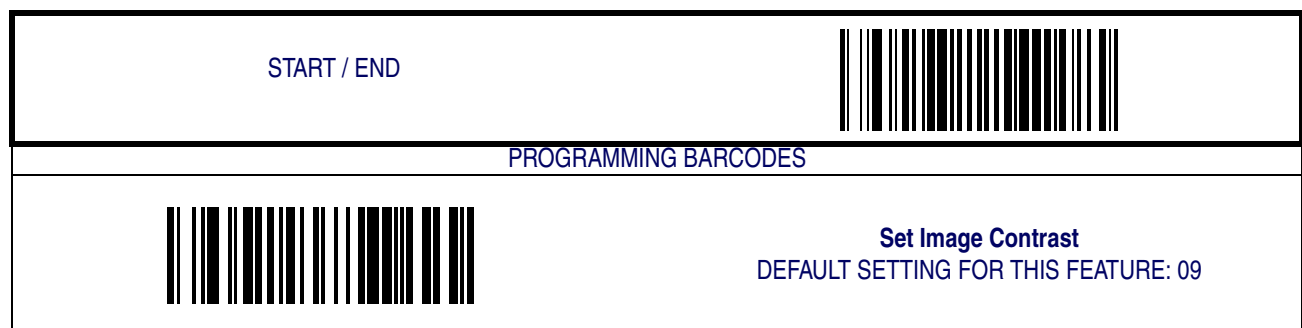 START / END
PROGRAMMING BARCODES
Set Image Contrast
DEFAULT SETTING FOR THIS FEATURE: 09